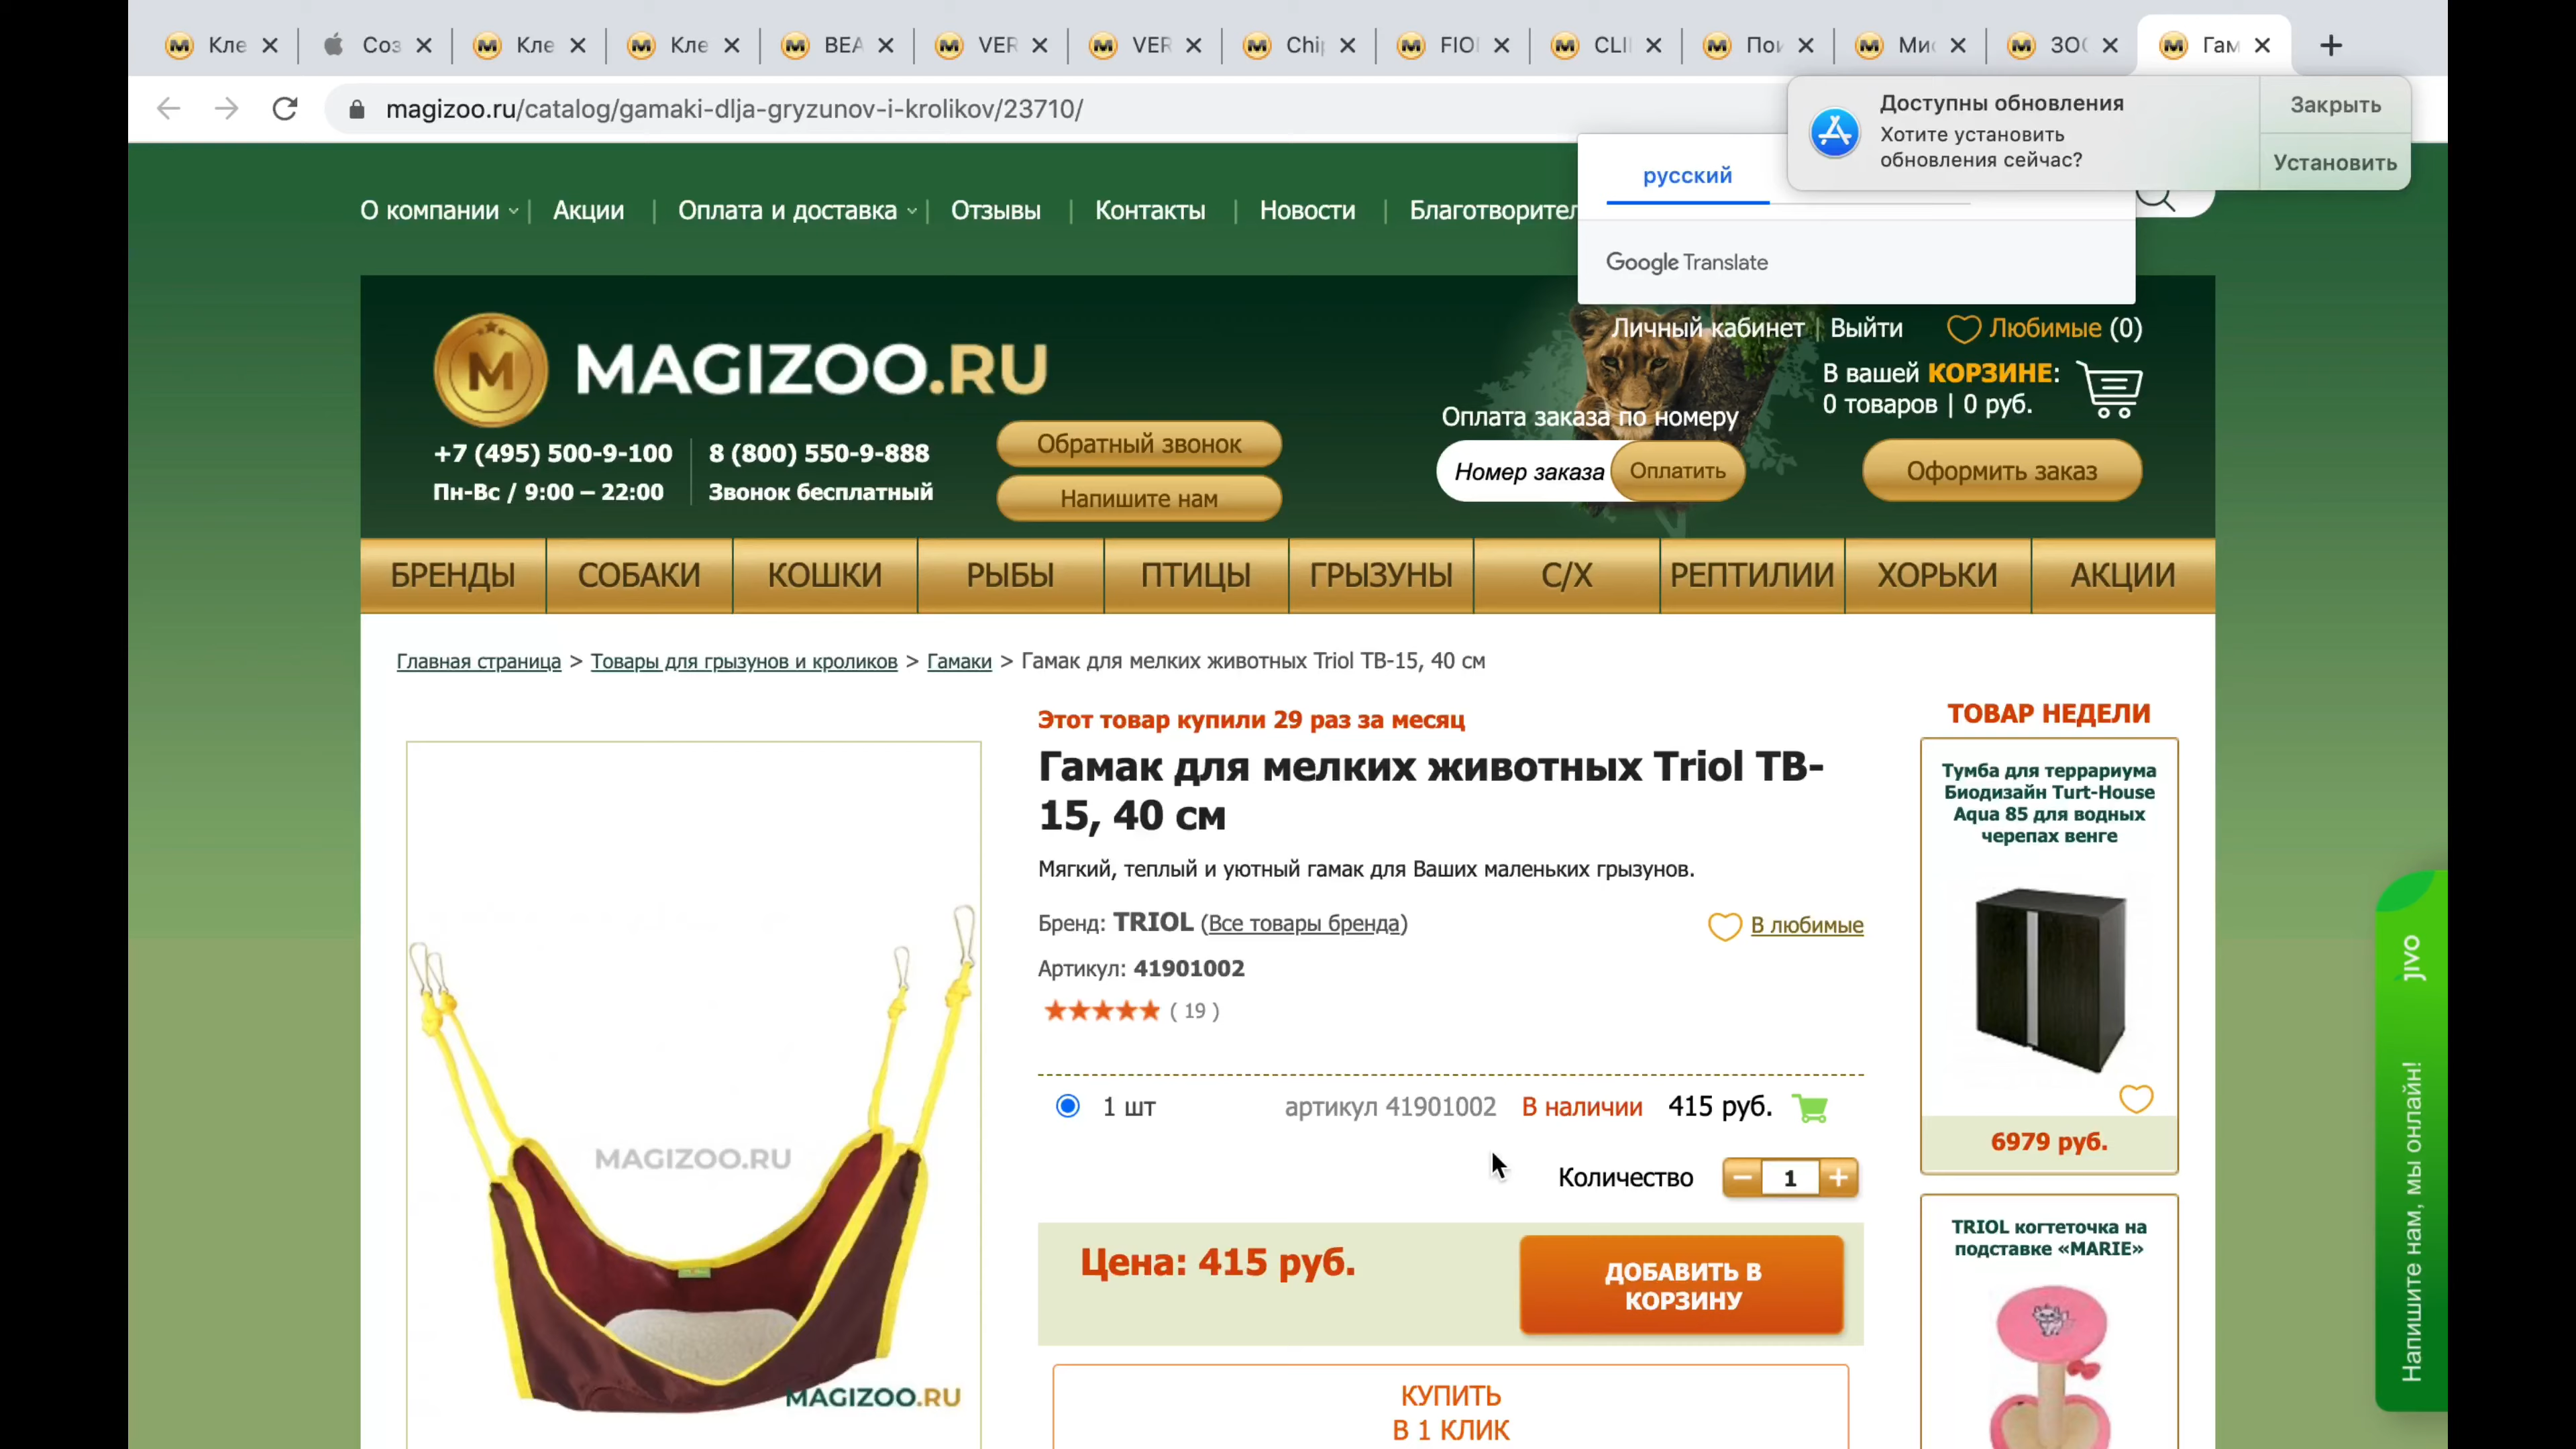 Кле
Соз
Кле
Кле
BEA
VER
VER
Chip
FIO
CLI
Пои
Ми
ЗОО
Гам
magizoo.ru/catalog/gamaki-dlja-gryzunov-i-krolikov/23710/
Доступны обновления
Хотите установить
обновления сейчас?
Закрыть
Установить
русский
Google Translate
О компании
Акции
Оплата и доставка
Отзывы
Контакты
Новости
Благотворител
M
MAGIZOO.RU
+7 (495) 500-9-100
Пн-Вс / 9:00 – 22:00
8 (800) 550-9-888
Звонок бесплатный
Обратный звонок
Напишите нам
Личный кабинет | Выйти
Любимые (0)
В вашей КОРЗИНЕ:
0 товаров | 0 руб.
Оплата заказа по номеру
Номер заказа
Оплатить
Оформить заказ
БРЕНДЫ
СОБАКИ
КОШКИ
РЫБЫ
ПТИЦЫ
ГРЫЗУНЫ
С/Х
РЕПТИЛИИ
ХОРЬКИ
АКЦИИ
Главная страница > Товары для грызунов и кроликов > Гамаки > Гамак для мелких животных Triol TB-15, 40 см
Этот товар купили 29 раз за месяц
Гамак для мелких животных Triol TB-
15, 40 см
Мягкий, теплый и уютный гамак для Ваших маленьких грызунов.
Бренд: TRIOL (Все товары бренда)
В любимые
Артикул: 41901002
( 19 )
1 шт
артикул 41901002
В наличии
415 руб.
Количество
− 1 +
Цена: 415 руб.
ДОБАВИТЬ В
КОРЗИНУ
КУПИТЬ
В 1 КЛИК
MAGIZOO.RU
MAGIZOO.RU
ТОВАР НЕДЕЛИ
Тумба для террариума
Биодизайн Turt-House
Aqua 85 для водных
черепах венге
6979 руб.
TRIOL когтеточка на
подставке «MARIE»
Напишите нам, мы онлайн!
jivo